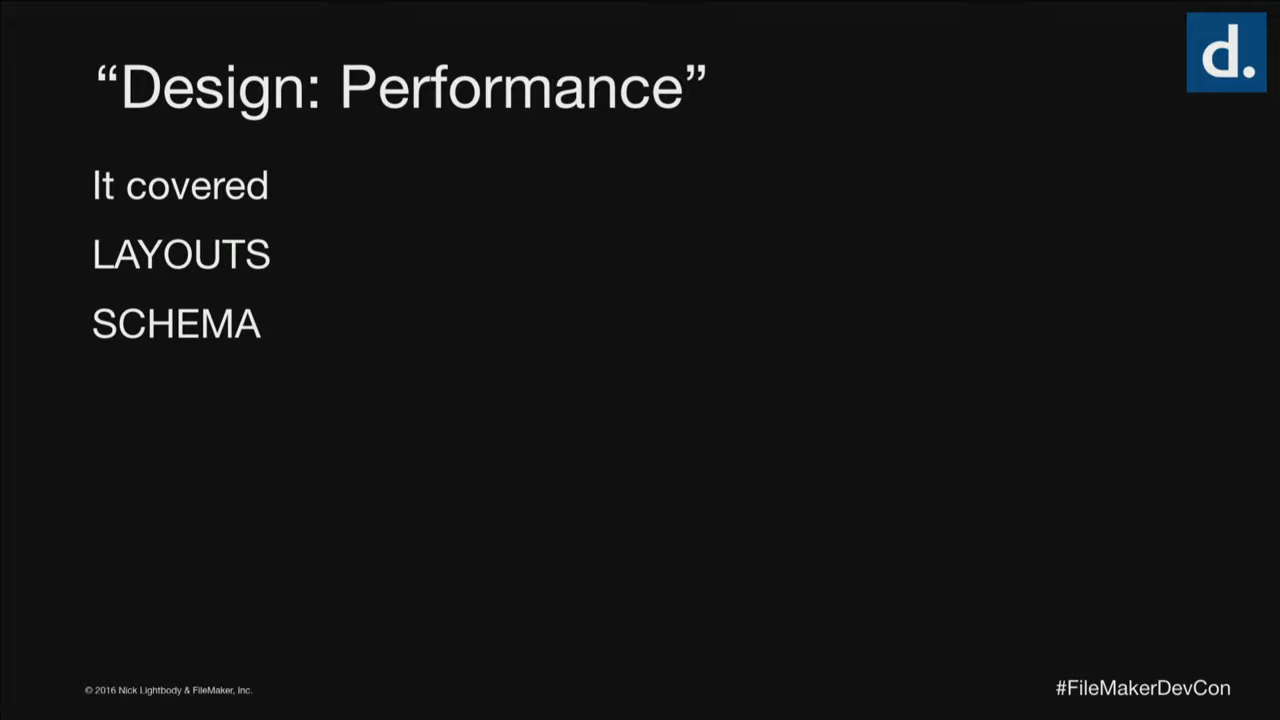 “Design: Performance”
d.
It covered
LAYOUTS
SCHEMA
© 2016 Nick Lightbody & FileMaker, Inc.
#FileMakerDevCon